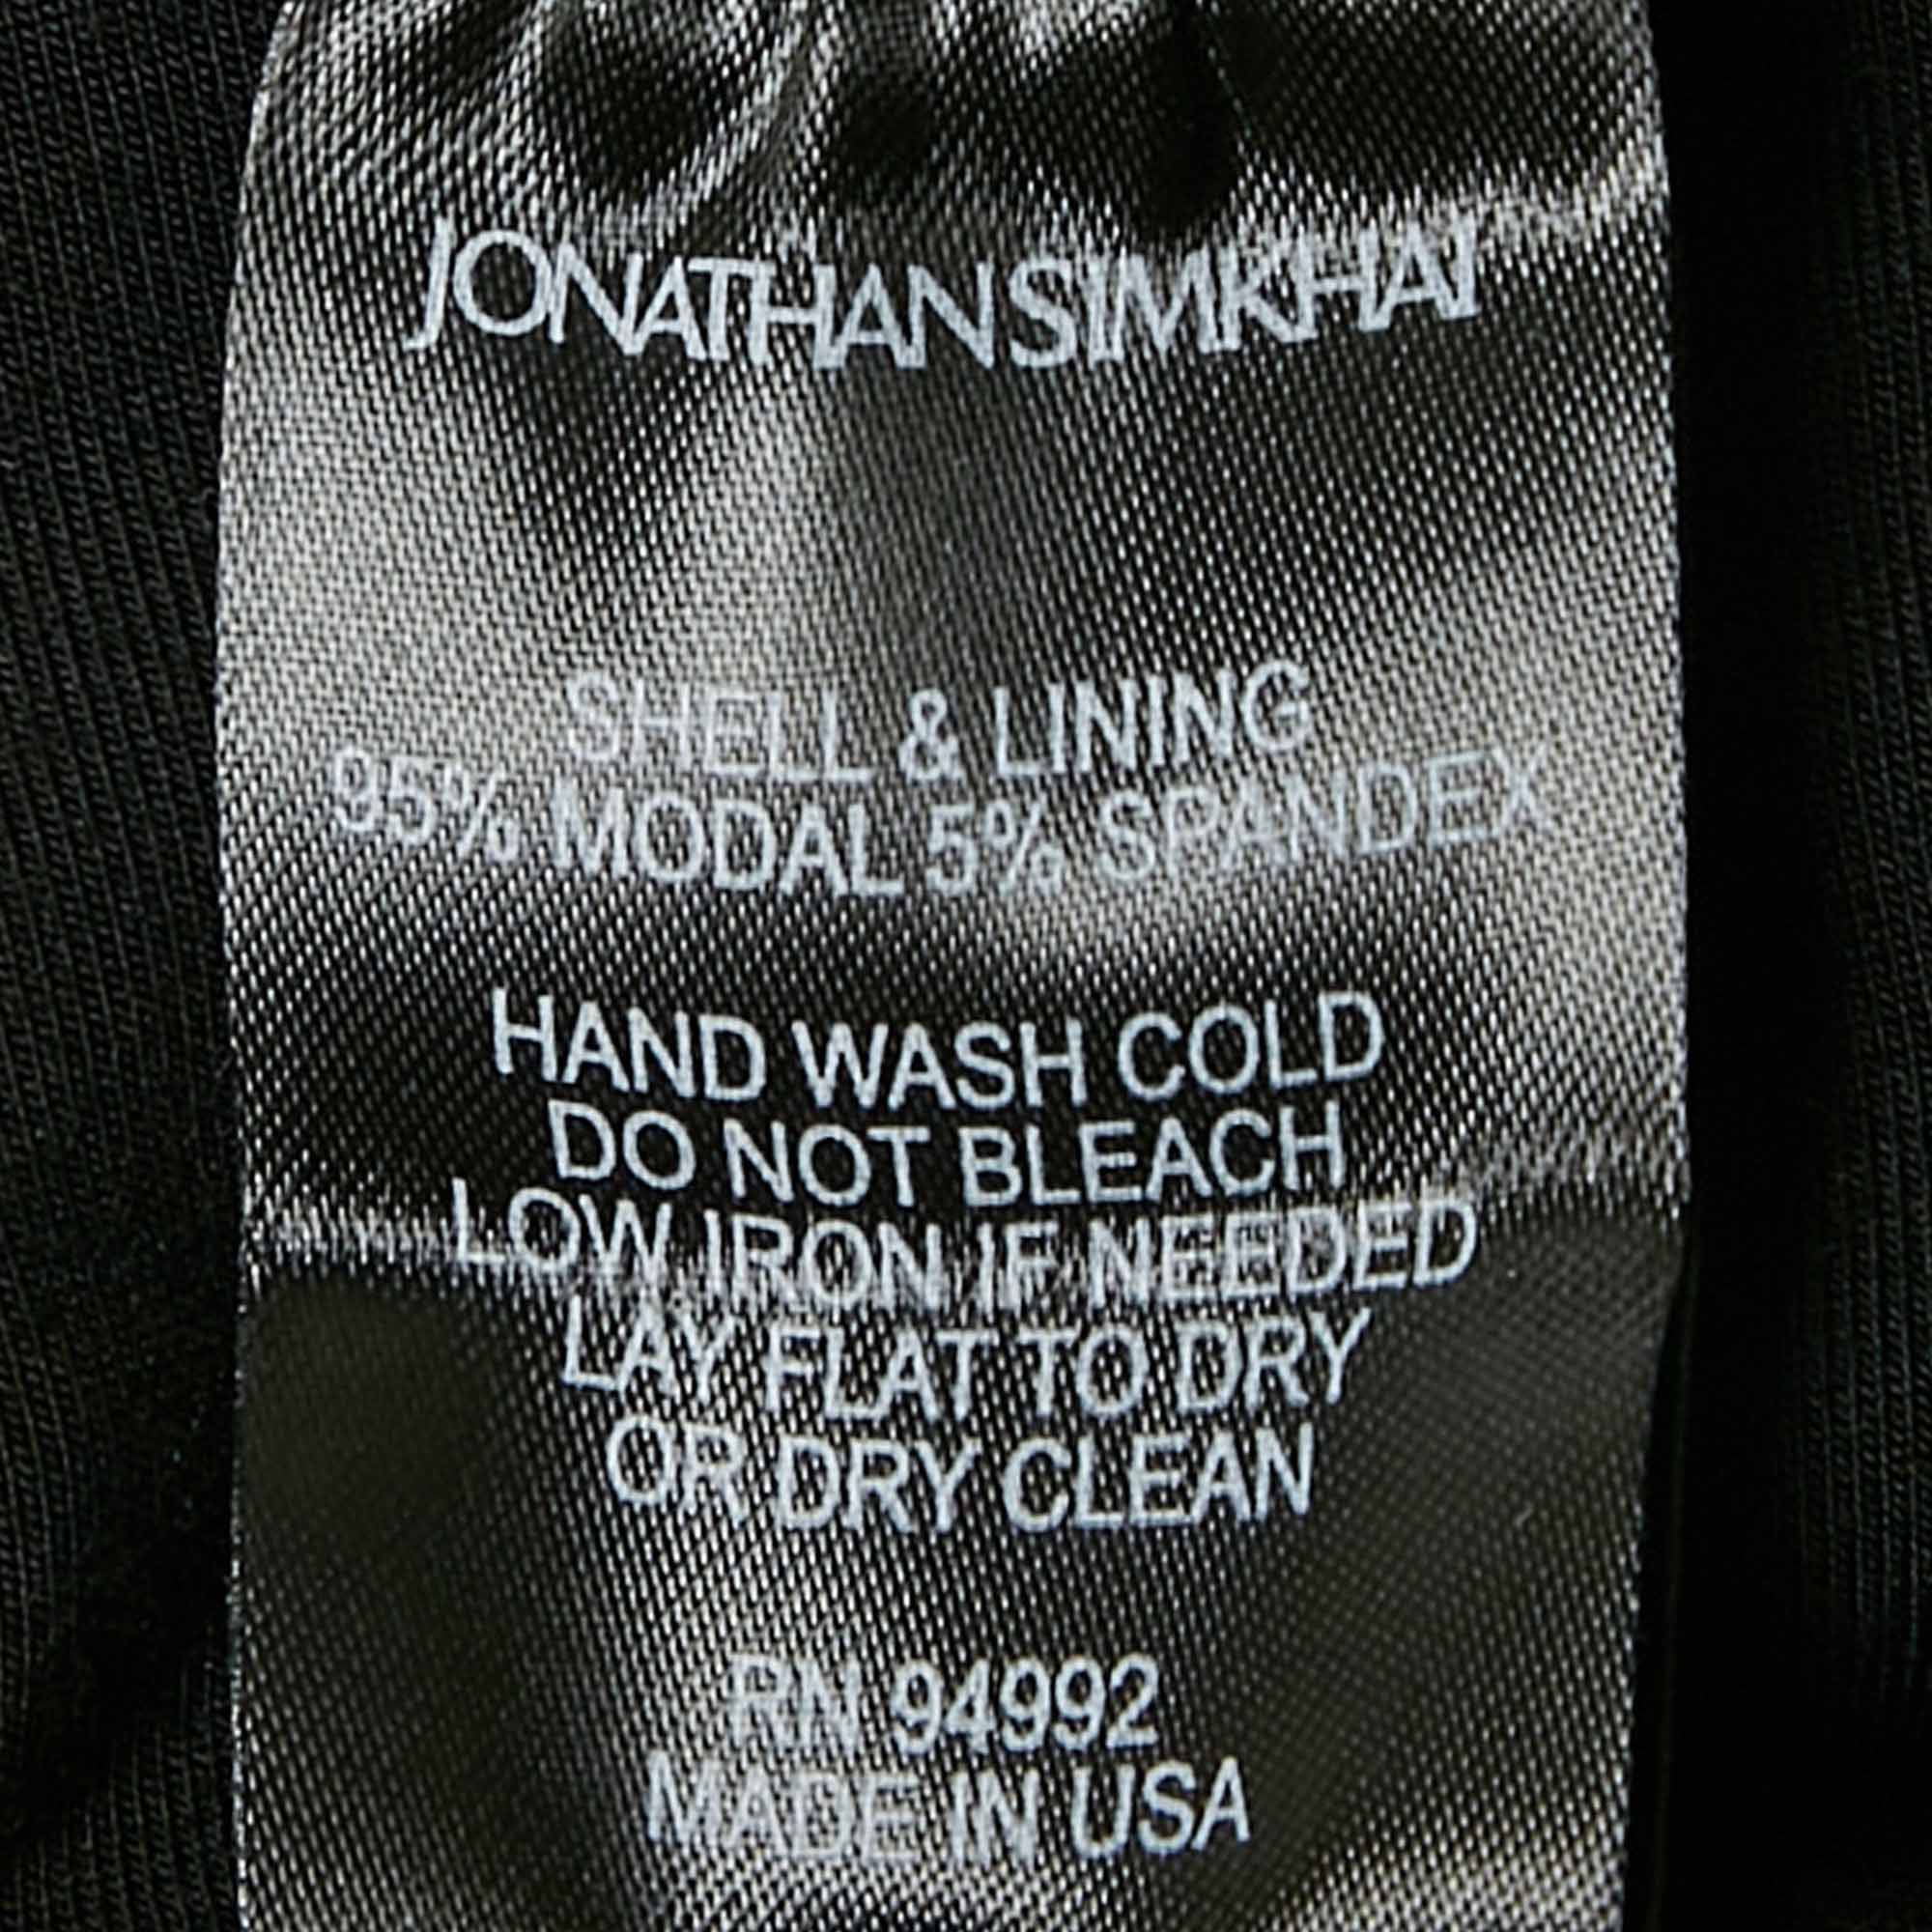 JONATHAN SIMKHAI
SHELL & LINING
95% MODAL 5% SPANDEX
HAND WASH COLD
DO NOT BLEACH
LOW IRON IF NEEDED
LAY FLAT TO DRY
OR DRY CLEAN
RN 94992
MADE IN USA